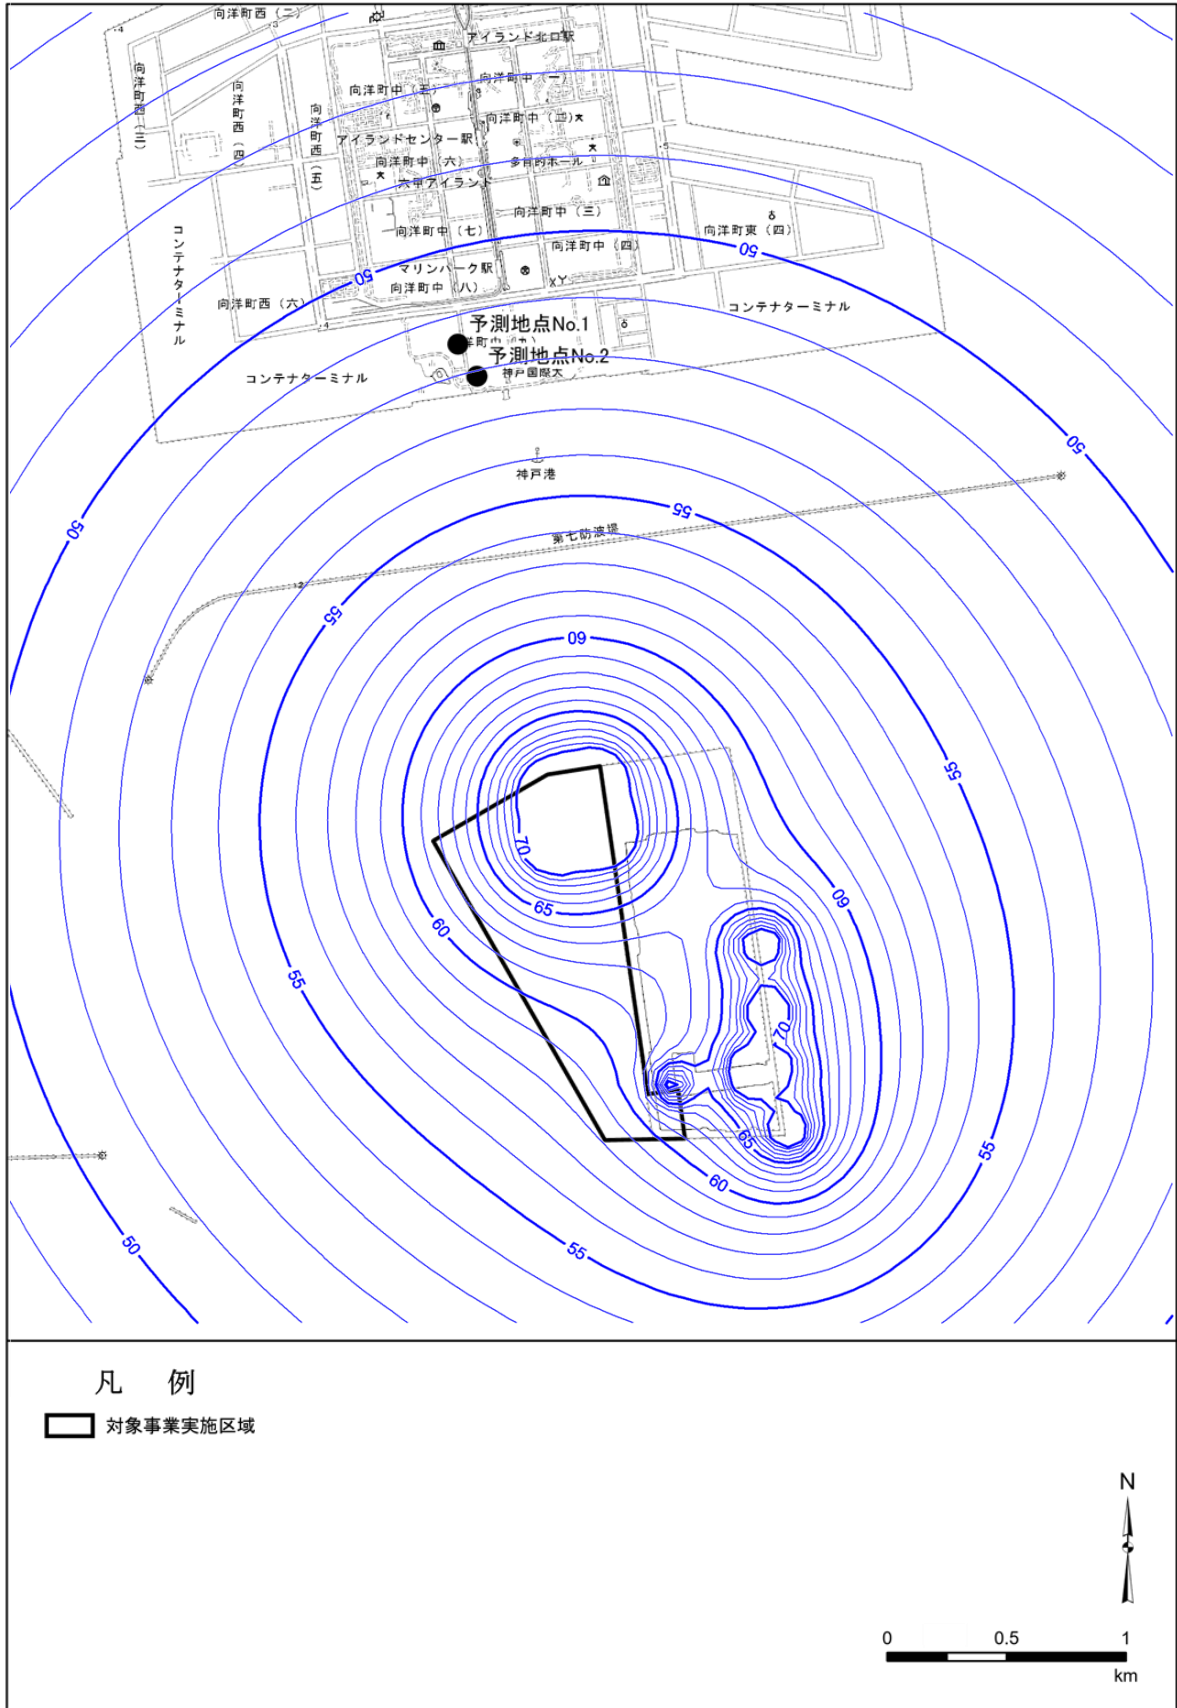 向洋町西（二）
アイランド北口駅
向洋町西（三）
向洋町西（四）
向洋町西（五）
向洋町中（五）
向洋町中（一）
向洋町中（二）
アイランドセンター駅
向洋町中（六）
多目的ホール
六甲アイランド
向洋町中（三）
向洋町中（七）
向洋町東（四）
50
50
向洋町中（四）
コンテナターミナル
マリンパーク駅
向洋町中（八）
向洋町西（六）
コンテナターミナル
予測地点No.1
予測地点No.2
神戸国際大
コンテナターミナル
50
神戸港
50
55
第七防波堤
55
60
55
70
65
60
60
55
70
65
60
55
50
55
凡　例
対象事業実施区域
N
0 0.5 1
km